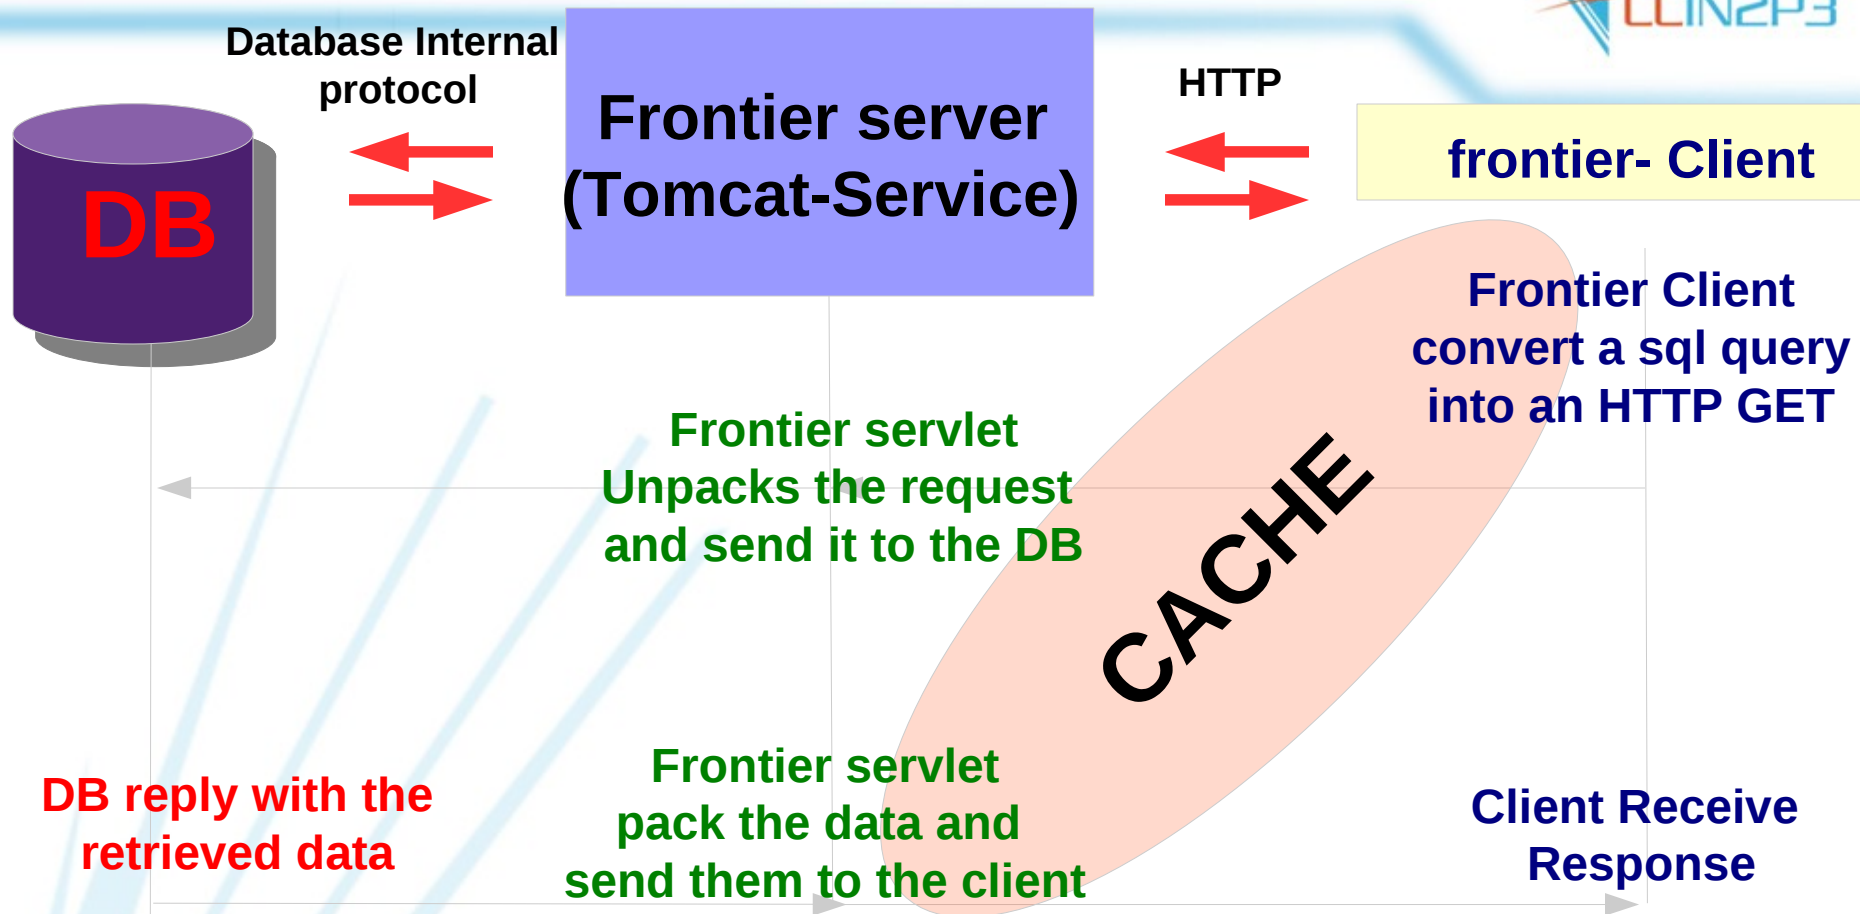 CCIN2P3
Database Internal
protocol
HTTP
Frontier server
(Tomcat-Service)
frontier- Client
DB
Frontier Client
convert a sql query
into an HTTP GET
Frontier servlet
Unpacks the request
and send it to the DB
CACHE
Frontier servlet
pack the data and
send them to the client
DB reply with the
retrieved data
Client Receive
Response